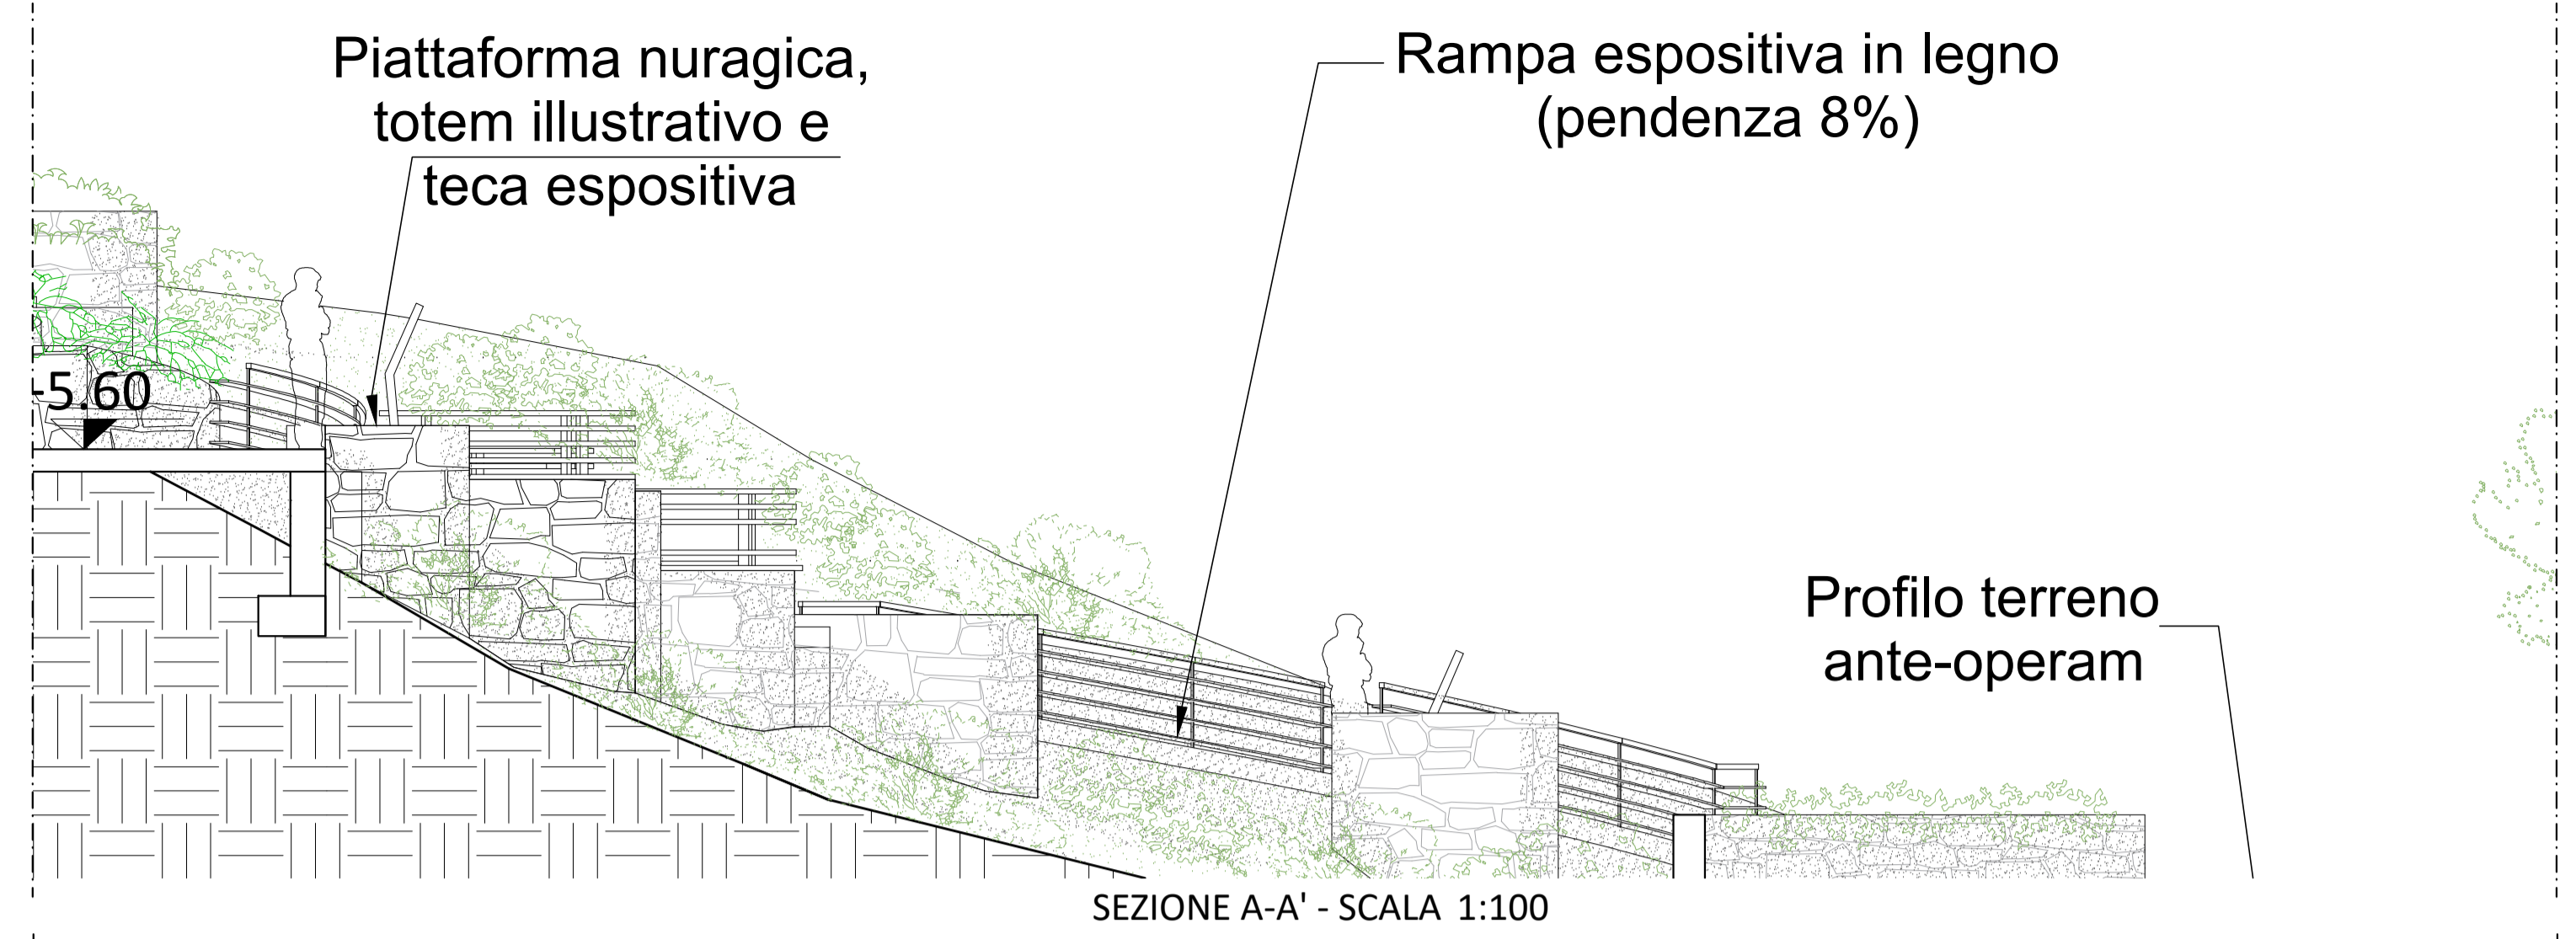 Piattaforma nuragica,
totem illustrativo e
teca espositiva
Rampa espositiva in legno
(pendenza 8%)
-5.60
Profilo terreno
ante-operam
SEZIONE A-A' - SCALA 1:100